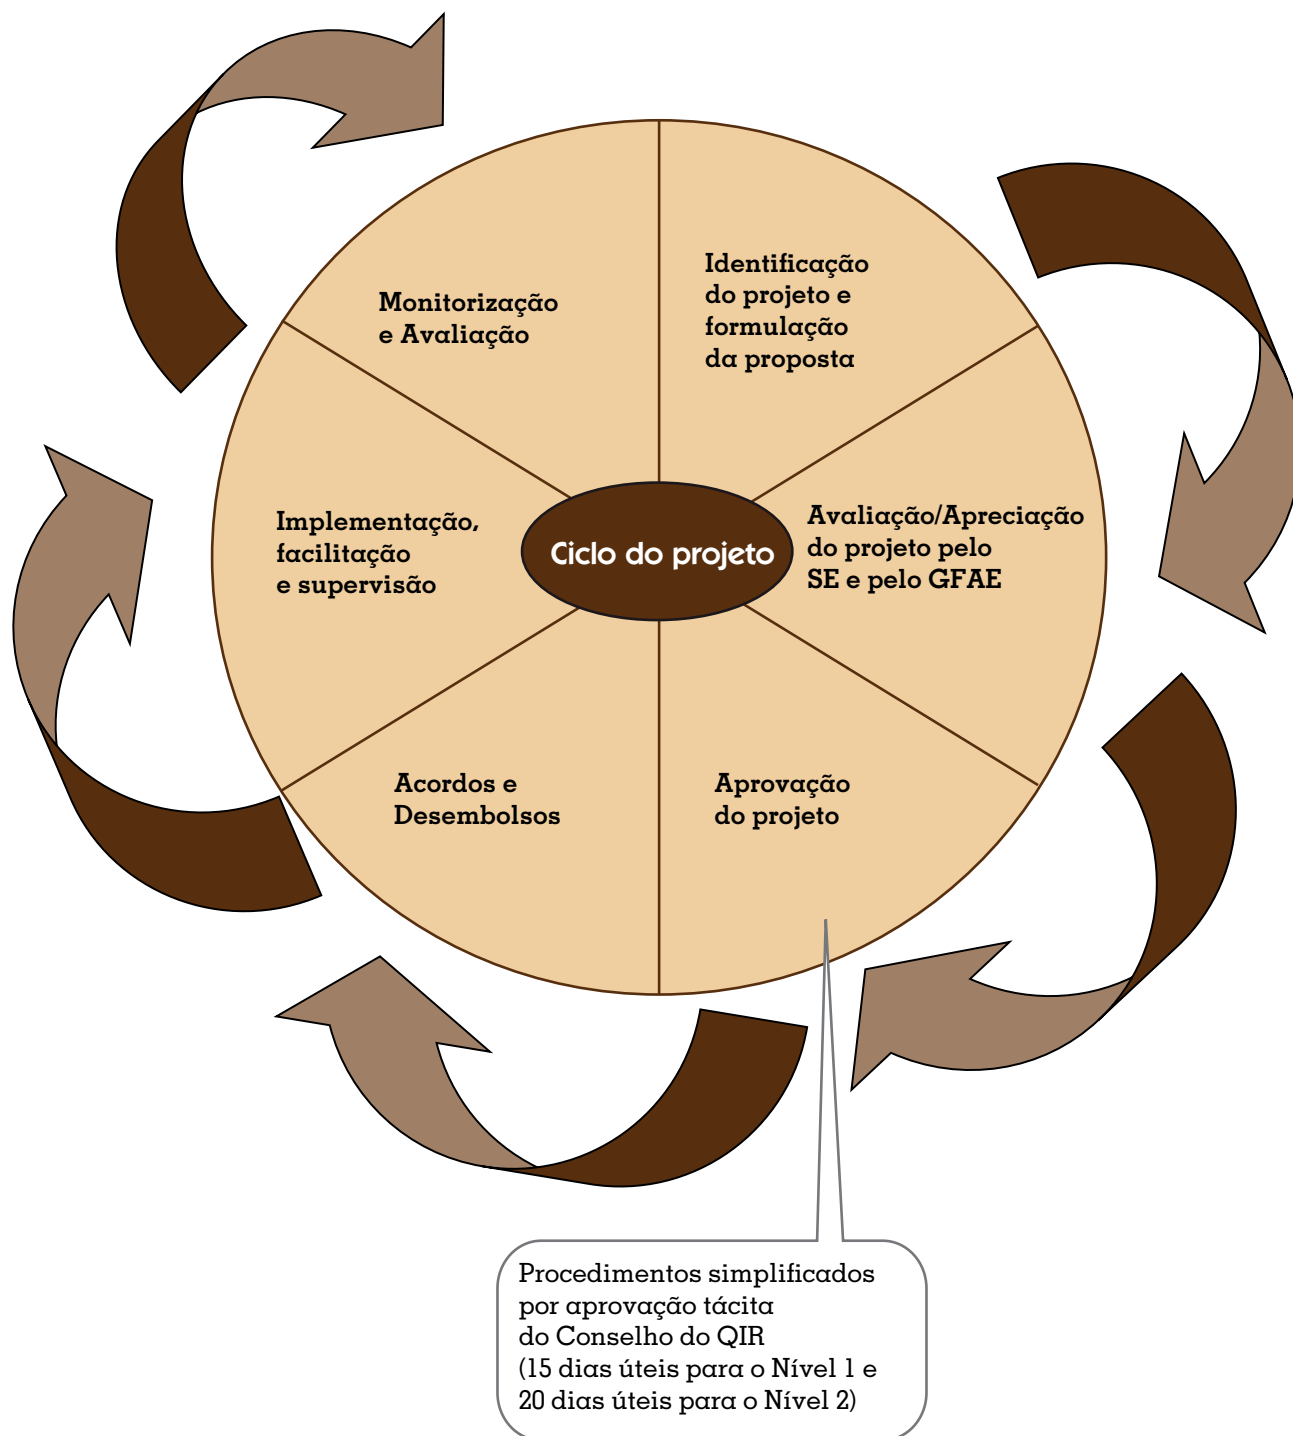 Identificação
do projeto e
formulação
da proposta
Monitorização
e Avaliação
Implementação,
facilitação
e supervisão
Ciclo do projeto
Avaliação/Apreciação
do projeto pelo
SE e pelo GFAE
Acordos e
Desembolsos
Aprovação
do projeto
Procedimentos simplificados
por aprovação tácita
do Conselho do QIR
(15 dias úteis para o Nível 1 e
20 dias úteis para o Nível 2)